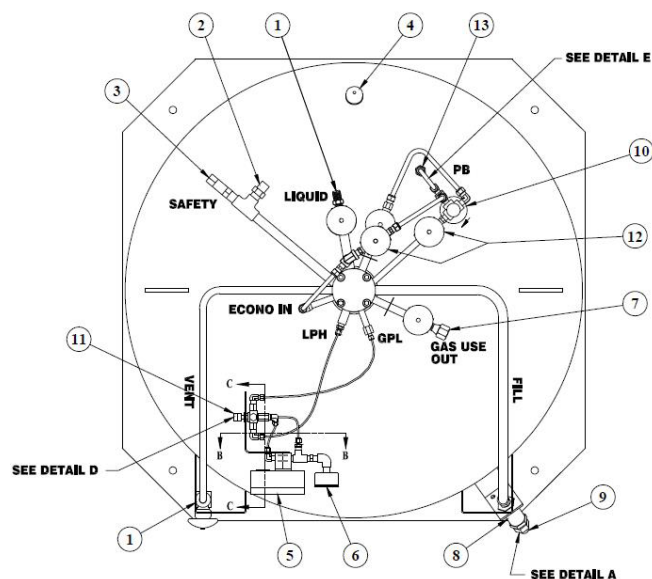 1
2
3
4
13
SEE DETAIL E
PB
10
SAFETY
LIQUID
12
ECONO IN
7
LPH
GPL
GAS USE
OUT
11
C
VENT
FILL
B
B
SEE DETAIL D
C
1
5
6
8
9
SEE DETAIL A